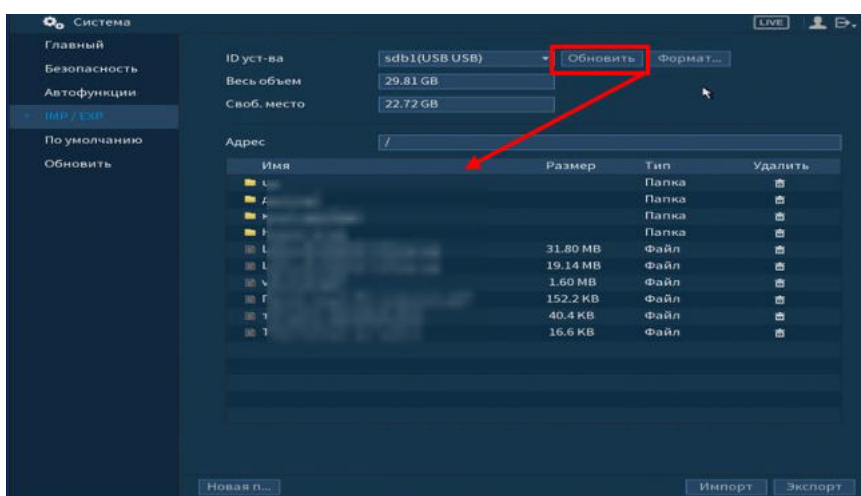 Система LIVE
Главный
Безопасность
Автофункции
IMP / EXP
По умолчанию
Обновить
ID уст-ва sdb1(USB USB) Обновить Формат...
Весь объем 29.81 GB
Своб. место 22.72 GB
Адрес /
Имя Размер Тип Удалить
Папка
Папка
Папка
Папка
31.80 MB Файл
19.14 MB Файл
1.60 MB Файл
152.2 KB Файл
40.4 KB Файл
16.6 KB Файл
Новая п... Импорт Экспорт